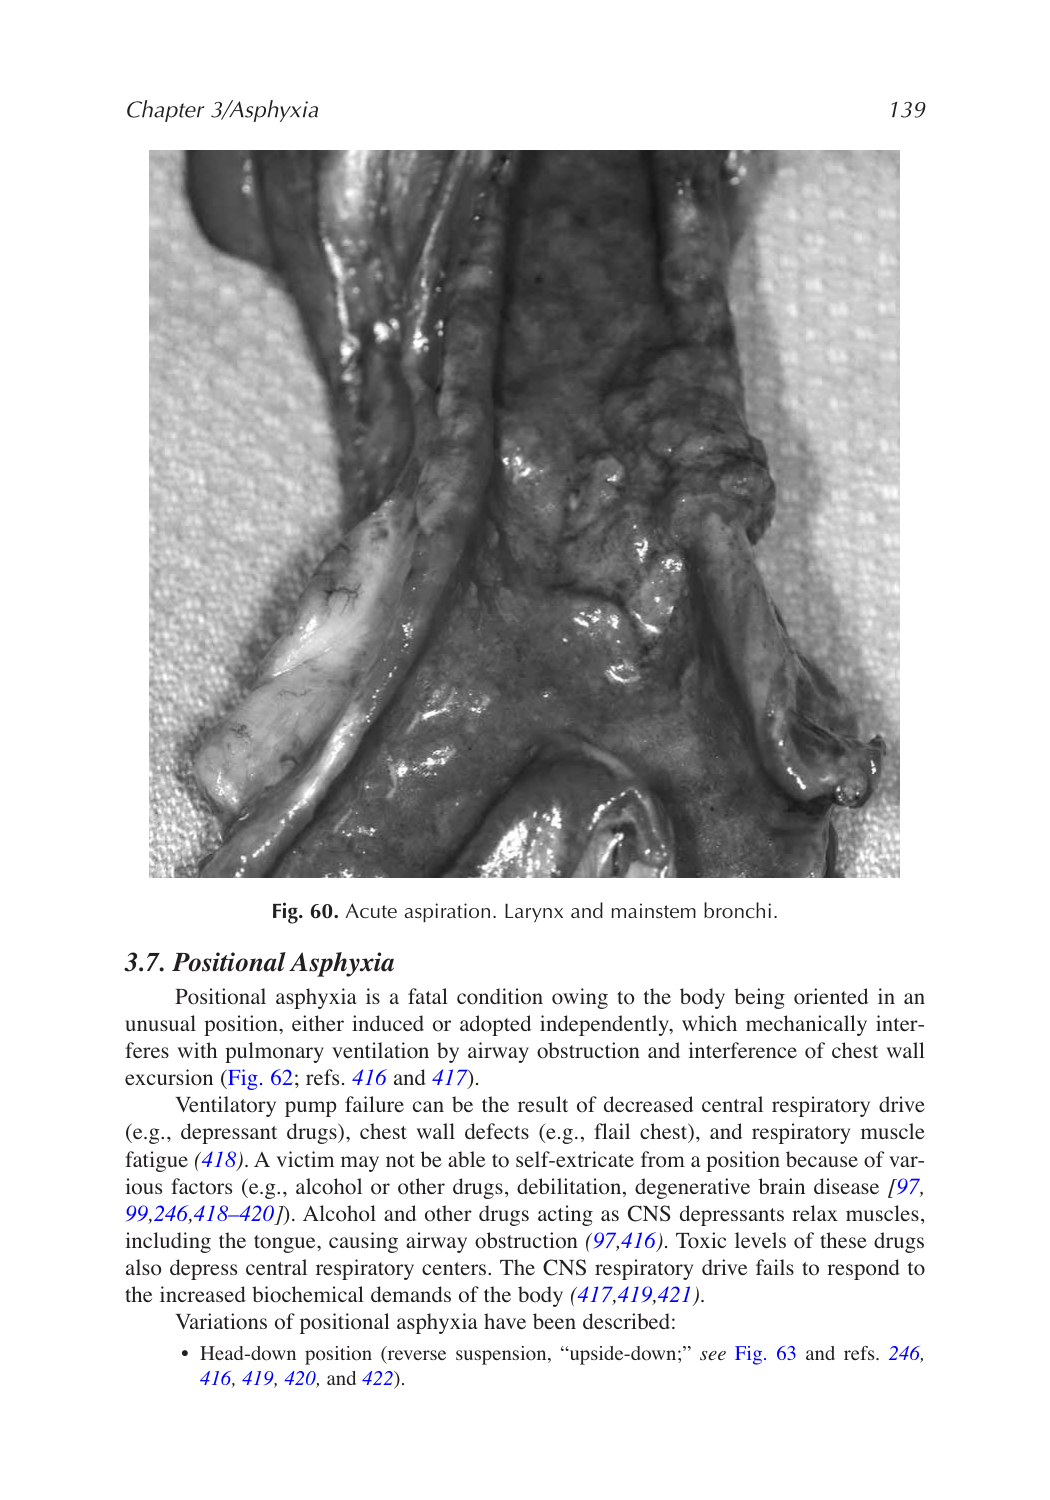 Chapter 3/Asphyxia 139
Fig. 60. Acute aspiration. Larynx and mainstem bronchi.
3.7. Positional Asphyxia
Positional asphyxia is a fatal condition owing to the body being oriented in an
unusual position, either induced or adopted independently, which mechanically inter-
feres with pulmonary ventilation by airway obstruction and interference of chest wall
excursion (Fig. 62; refs. 416 and 417).
Ventilatory pump failure can be the result of decreased central respiratory drive
(e.g., depressant drugs), chest wall defects (e.g., flail chest), and respiratory muscle
fatigue (418). A victim may not be able to self-extricate from a position because of var-
ious factors (e.g., alcohol or other drugs, debilitation, degenerative brain disease [97,
99,246,418–420]). Alcohol and other drugs acting as CNS depressants relax muscles,
including the tongue, causing airway obstruction (97,416). Toxic levels of these drugs
also depress central respiratory centers. The CNS respiratory drive fails to respond to
the increased biochemical demands of the body (417,419,421).
Variations of positional asphyxia have been described:
• Head-down position (reverse suspension, “upside-down;” see Fig. 63 and refs. 246,
416, 419, 420, and 422).